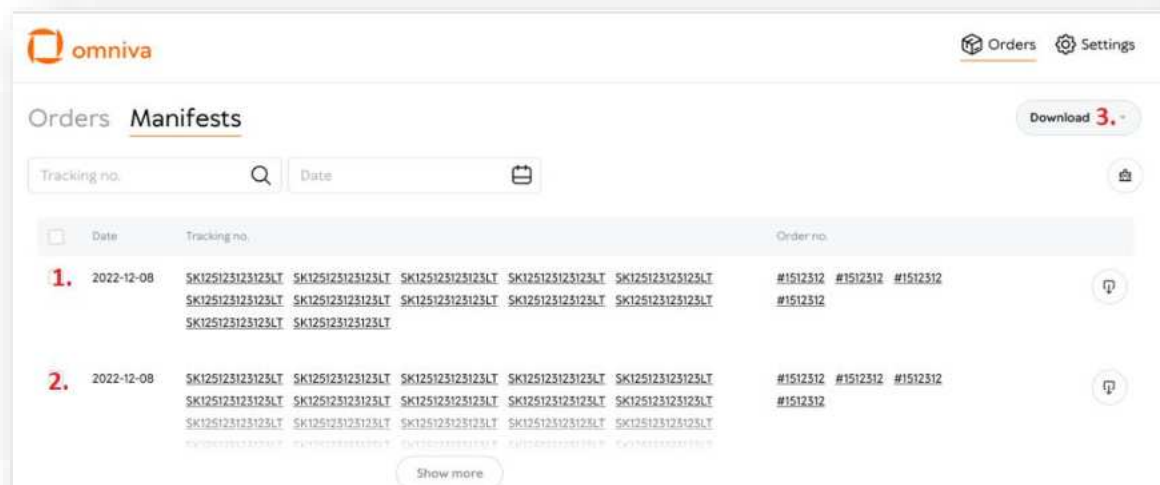 omniva
Orders Settings
Orders Manifests
Download 3.
Tracking no. Date
Date Tracking no. Order no.
1. 2022-12-08 SK125123123123LT SK125123123123LT SK125123123123LT SK125123123123LT SK125123123123LT #1512312 #1512312 #1512312
SK125123123123LT SK125123123123LT SK125123123123LT SK125123123123LT SK125123123123LT #1512312
SK125123123123LT SK125123123123LT
2. 2022-12-08 SK125123123123LT SK125123123123LT SK125123123123LT SK125123123123LT SK125123123123LT #1512312 #1512312 #1512312
SK125123123123LT SK125123123123LT SK125123123123LT SK125123123123LT SK125123123123LT #1512312
SK125123123123LT SK125123123123LT SK125123123123LT SK125123123123LT SK125123123123LT
Show more